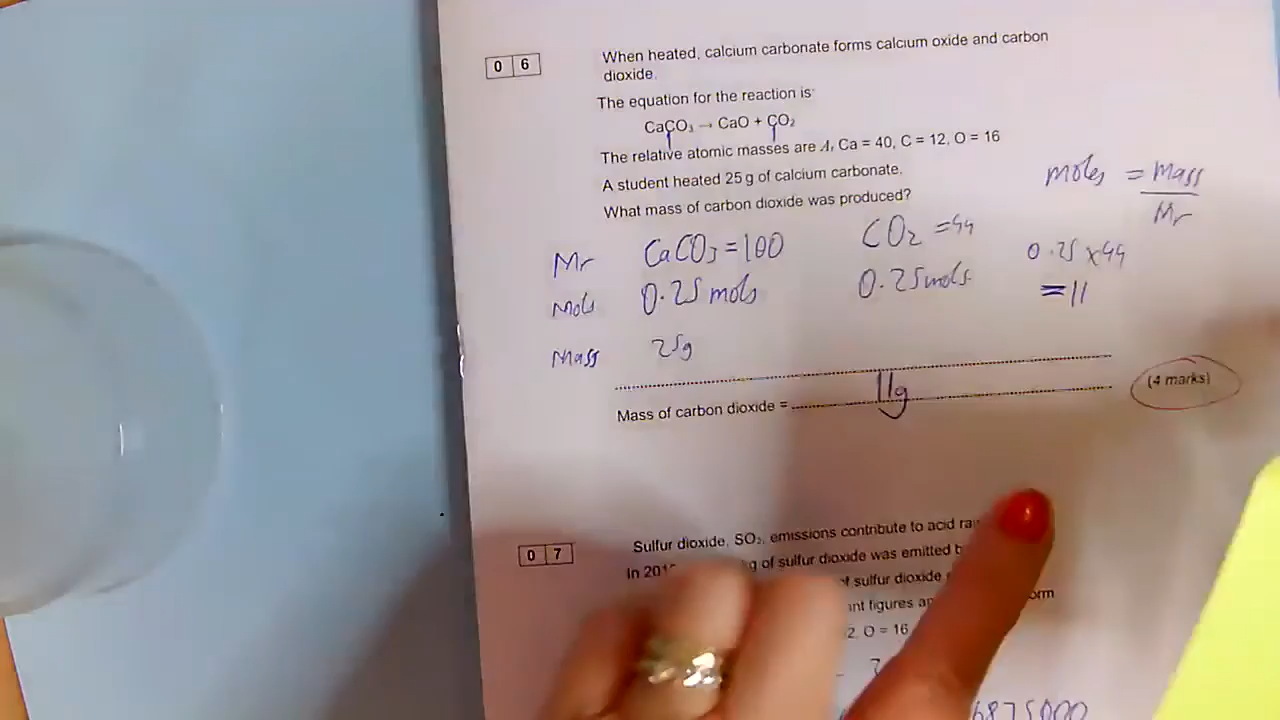 0 6
When heated, calcium carbonate forms calcium oxide and carbon
dioxide.
The equation for the reaction is:
CaCO₃ → CaO + CO₂
The relative atomic masses are Aᵣ Ca = 40, C = 12, O = 16
A student heated 25 g of calcium carbonate.
What mass of carbon dioxide was produced?
moles = Mass
Mr
Mr CaCO₃ = 100 CO₂ = 44
0.25 x 44
Mols 0.25 mols 0.25 mols
= 11
Mass 25g
(4 marks)
Mass of carbon dioxide = 11g
0 7
Sulfur dioxide, SO₂, emissions contribute to acid
In g of sulfur dioxide was emitted
of sulfur dioxide
figures
O = 16
6875000